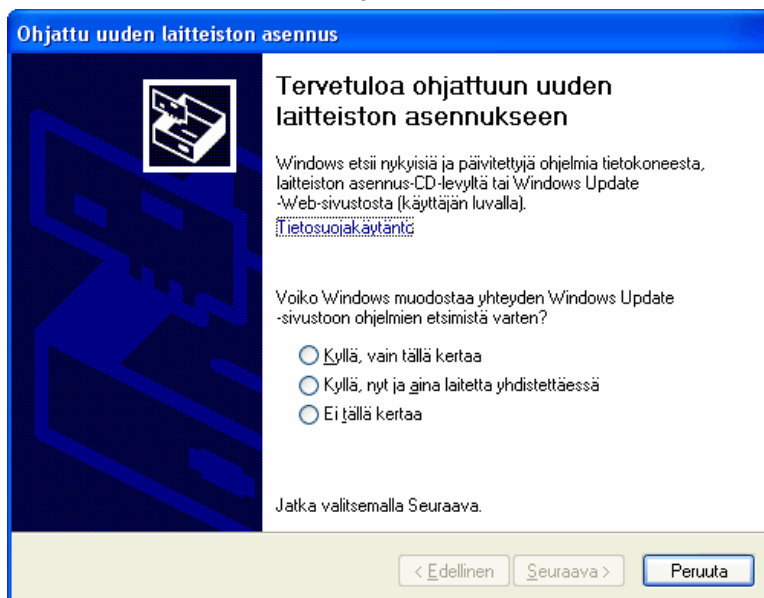 Ohjattu uuden laitteiston asennus
Tervetuloa ohjattuun uuden
laitteiston asennukseen
Windows etsii nykyisiä ja päivitettyjä ohjelmia tietokoneesta,
laitteiston asennus-CD-levyltä tai Windows Update
-Web-sivustosta (käyttäjän luvalla).
Tietosuojakäytäntö
Voiko Windows muodostaa yhteyden Windows Update
-sivustoon ohjelmien etsimistä varten?
Kyllä, vain tällä kertaa
Kyllä, nyt ja aina laitetta yhdistettäessä
Ei tällä kertaa
Jatka valitsemalla Seuraava.
< Edellinen Seuraava > Peruuta